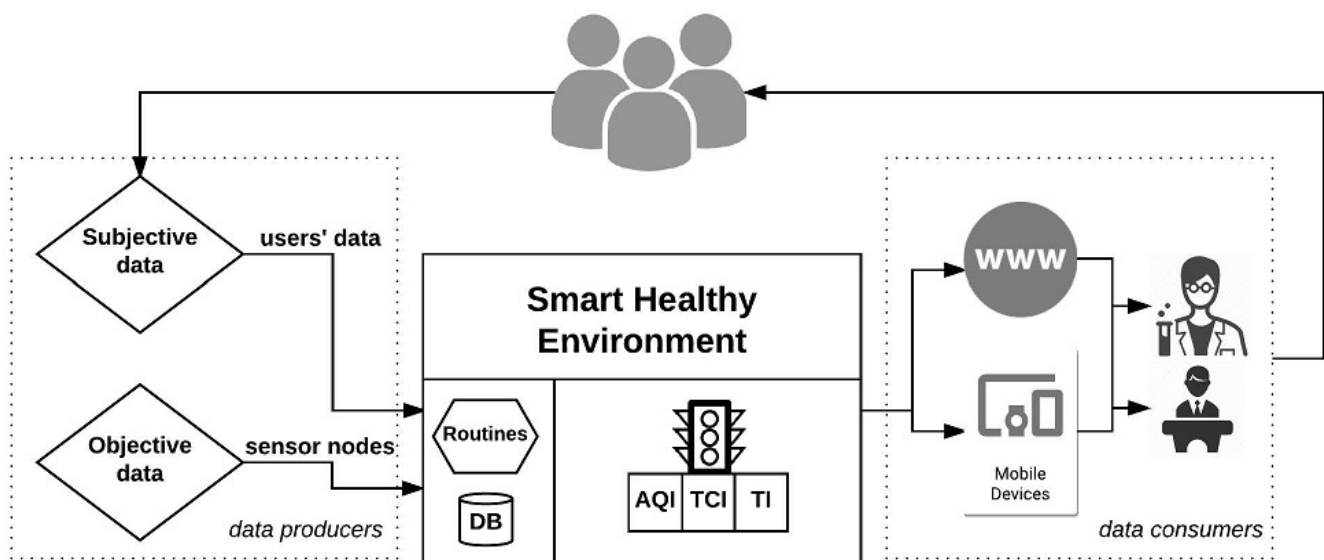 Subjective
data
users' data
Objective
data
sensor nodes
data producers
Smart Healthy
Environment
Routines
DB
AQI TCI TI
www
Mobile
Devices
data consumers